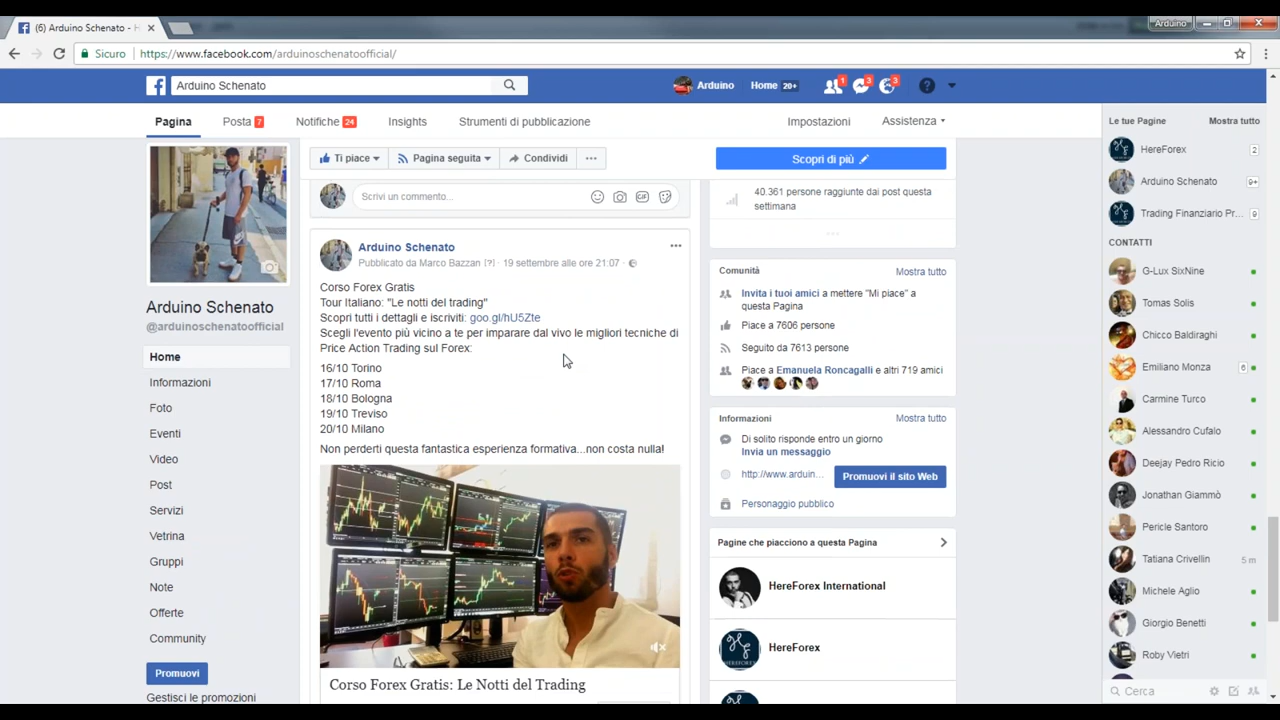 (6) Arduino Schenato - H
Arduino
Sicuro
https://www.facebook.com/arduinoschenatoofficial/
Arduino Schenato
Arduino
Home 20+
1
3
3
Pagina
Posta 7
Notifiche 24
Insights
Strumenti di pubblicazione
Impostazioni
Assistenza
Arduino Schenato
@arduinoschenatoofficial
Home
Informazioni
Foto
Eventi
Video
Post
Servizi
Vetrina
Gruppi
Note
Offerte
Community
Promuovi
Gestisci le promozioni
Ti piace
Pagina seguita
Condividi
Scrivi un commento...
GIF
Arduino Schenato
Pubblicato da Marco Bazzan [?] · 19 settembre alle ore 21:07 ·
Corso Forex Gratis
Tour Italiano: "Le notti del trading"
Scopri tutti i dettagli e iscriviti: goo.gl/hU5Zte
Scegli l'evento più vicino a te per imparare dal vivo le migliori tecniche di
Price Action Trading sul Forex:
16/10 Torino
17/10 Roma
18/10 Bologna
19/10 Treviso
20/10 Milano
Non perderti questa fantastica esperienza formativa...non costa nulla!
Corso Forex Gratis: Le Notti del Trading
Scopri di più
40.361 persone raggiunte dai post questa
settimana
Comunità
Mostra tutto
Invita i tuoi amici a mettere "Mi piace" a
questa Pagina
Piace a 7606 persone
Seguito da 7613 persone
Piace a Emanuela Roncagalli e altri 719 amici
Informazioni
Mostra tutto
Di solito risponde entro un giorno
Invia un messaggio
http://www.arduin...
Promuovi il sito Web
Personaggio pubblico
Pagine che piacciono a questa Pagina
HereForex International
HereForex
HEREFOREX
Le tue Pagine
Mostra tutto
HereForex 2
Arduino Schenato 9+
Trading Finanziario Pr... 9
CONTATTI
G-Lux SixNine
Tomas Solis
Chicco Baldiraghi
Emiliano Monza 6
Carmine Turco
Alessandro Cufalo
Deejay Pedro Ricio
Jonathan Giammò
Pericle Santoro
Tatiana Crivellin 5 m
Michele Aglio
Giorgio Benetti
Roby Vietri
Cerca